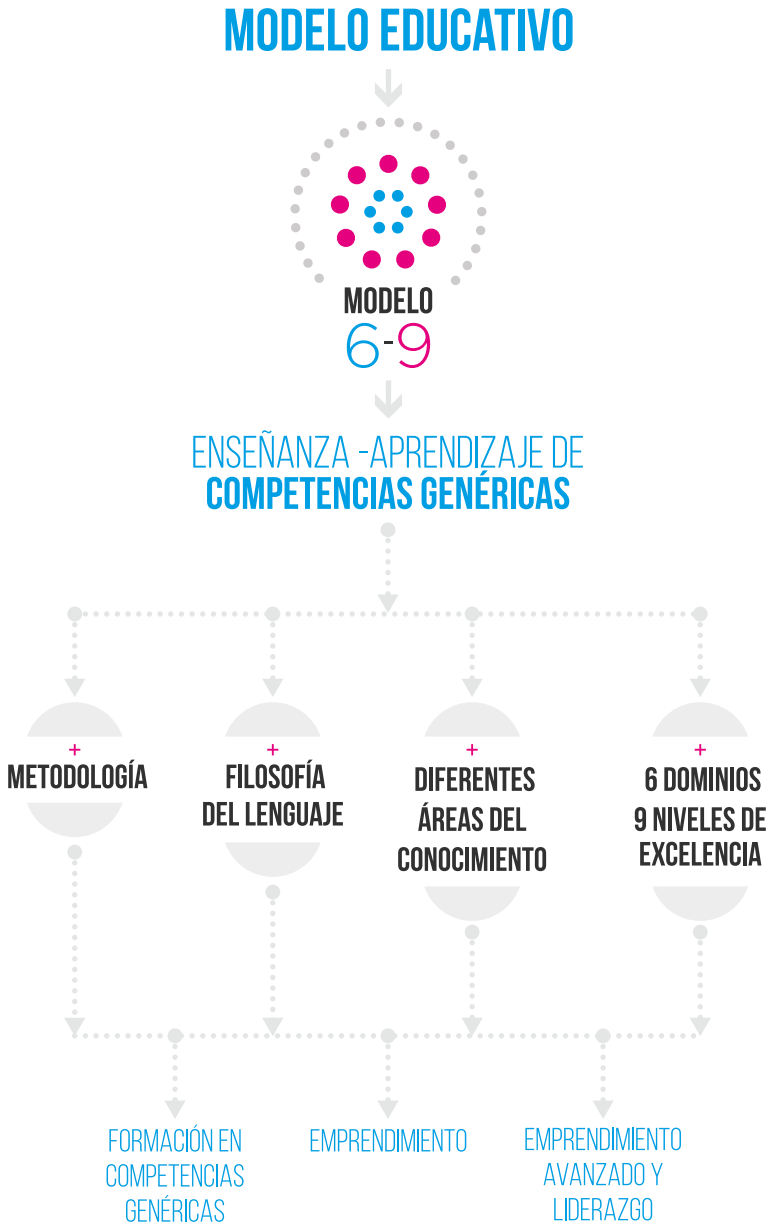 MODELO EDUCATIVO
MODELO
6-9
ENSEÑANZA -APRENDIZAJE DE
COMPETENCIAS GENÉRICAS
+
METODOLOGÍA
+
FILOSOFÍA
DEL LENGUAJE
+
DIFERENTES
ÁREAS DEL
CONOCIMIENTO
+
6 DOMINIOS
9 NIVELES DE
EXCELENCIA
FORMACIÓN EN
COMPETENCIAS
GENÉRICAS
EMPRENDIMIENTO
EMPRENDIMIENTO
AVANZADO Y
LIDERAZGO